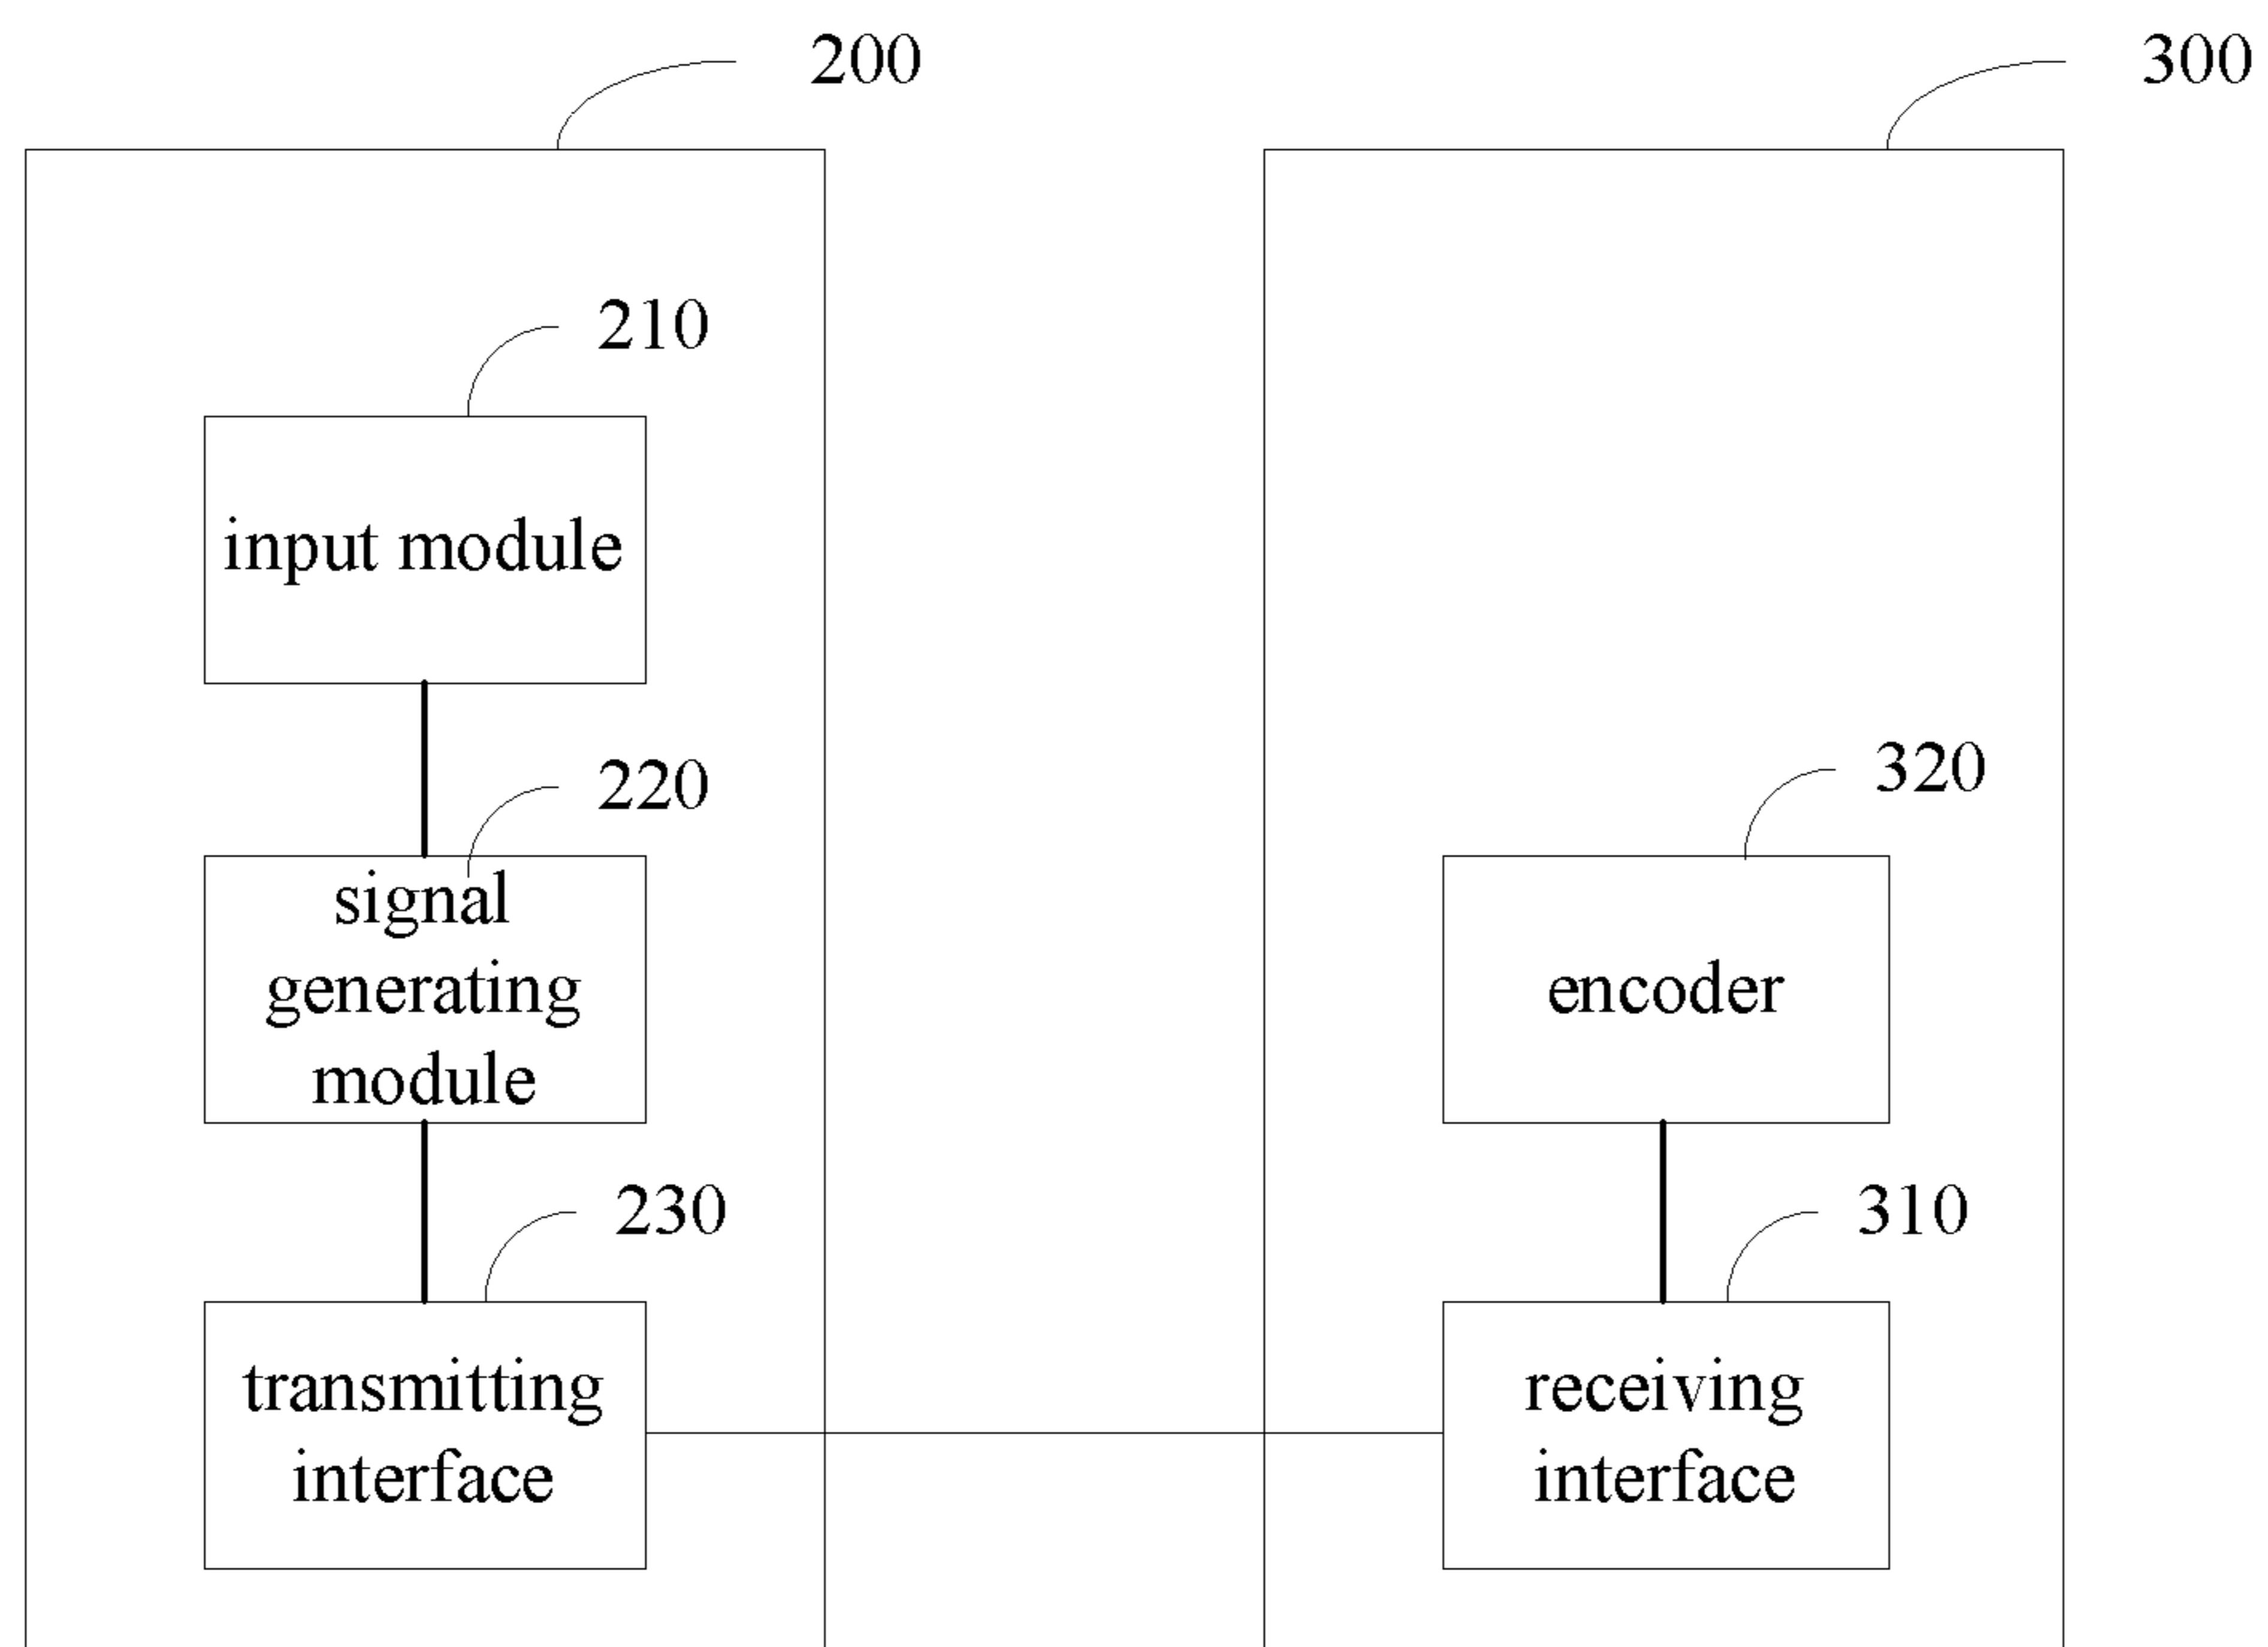 200
300
210
input module
220
signal
generating
module
320
encoder
230
310
transmitting
interface
receiving
interface